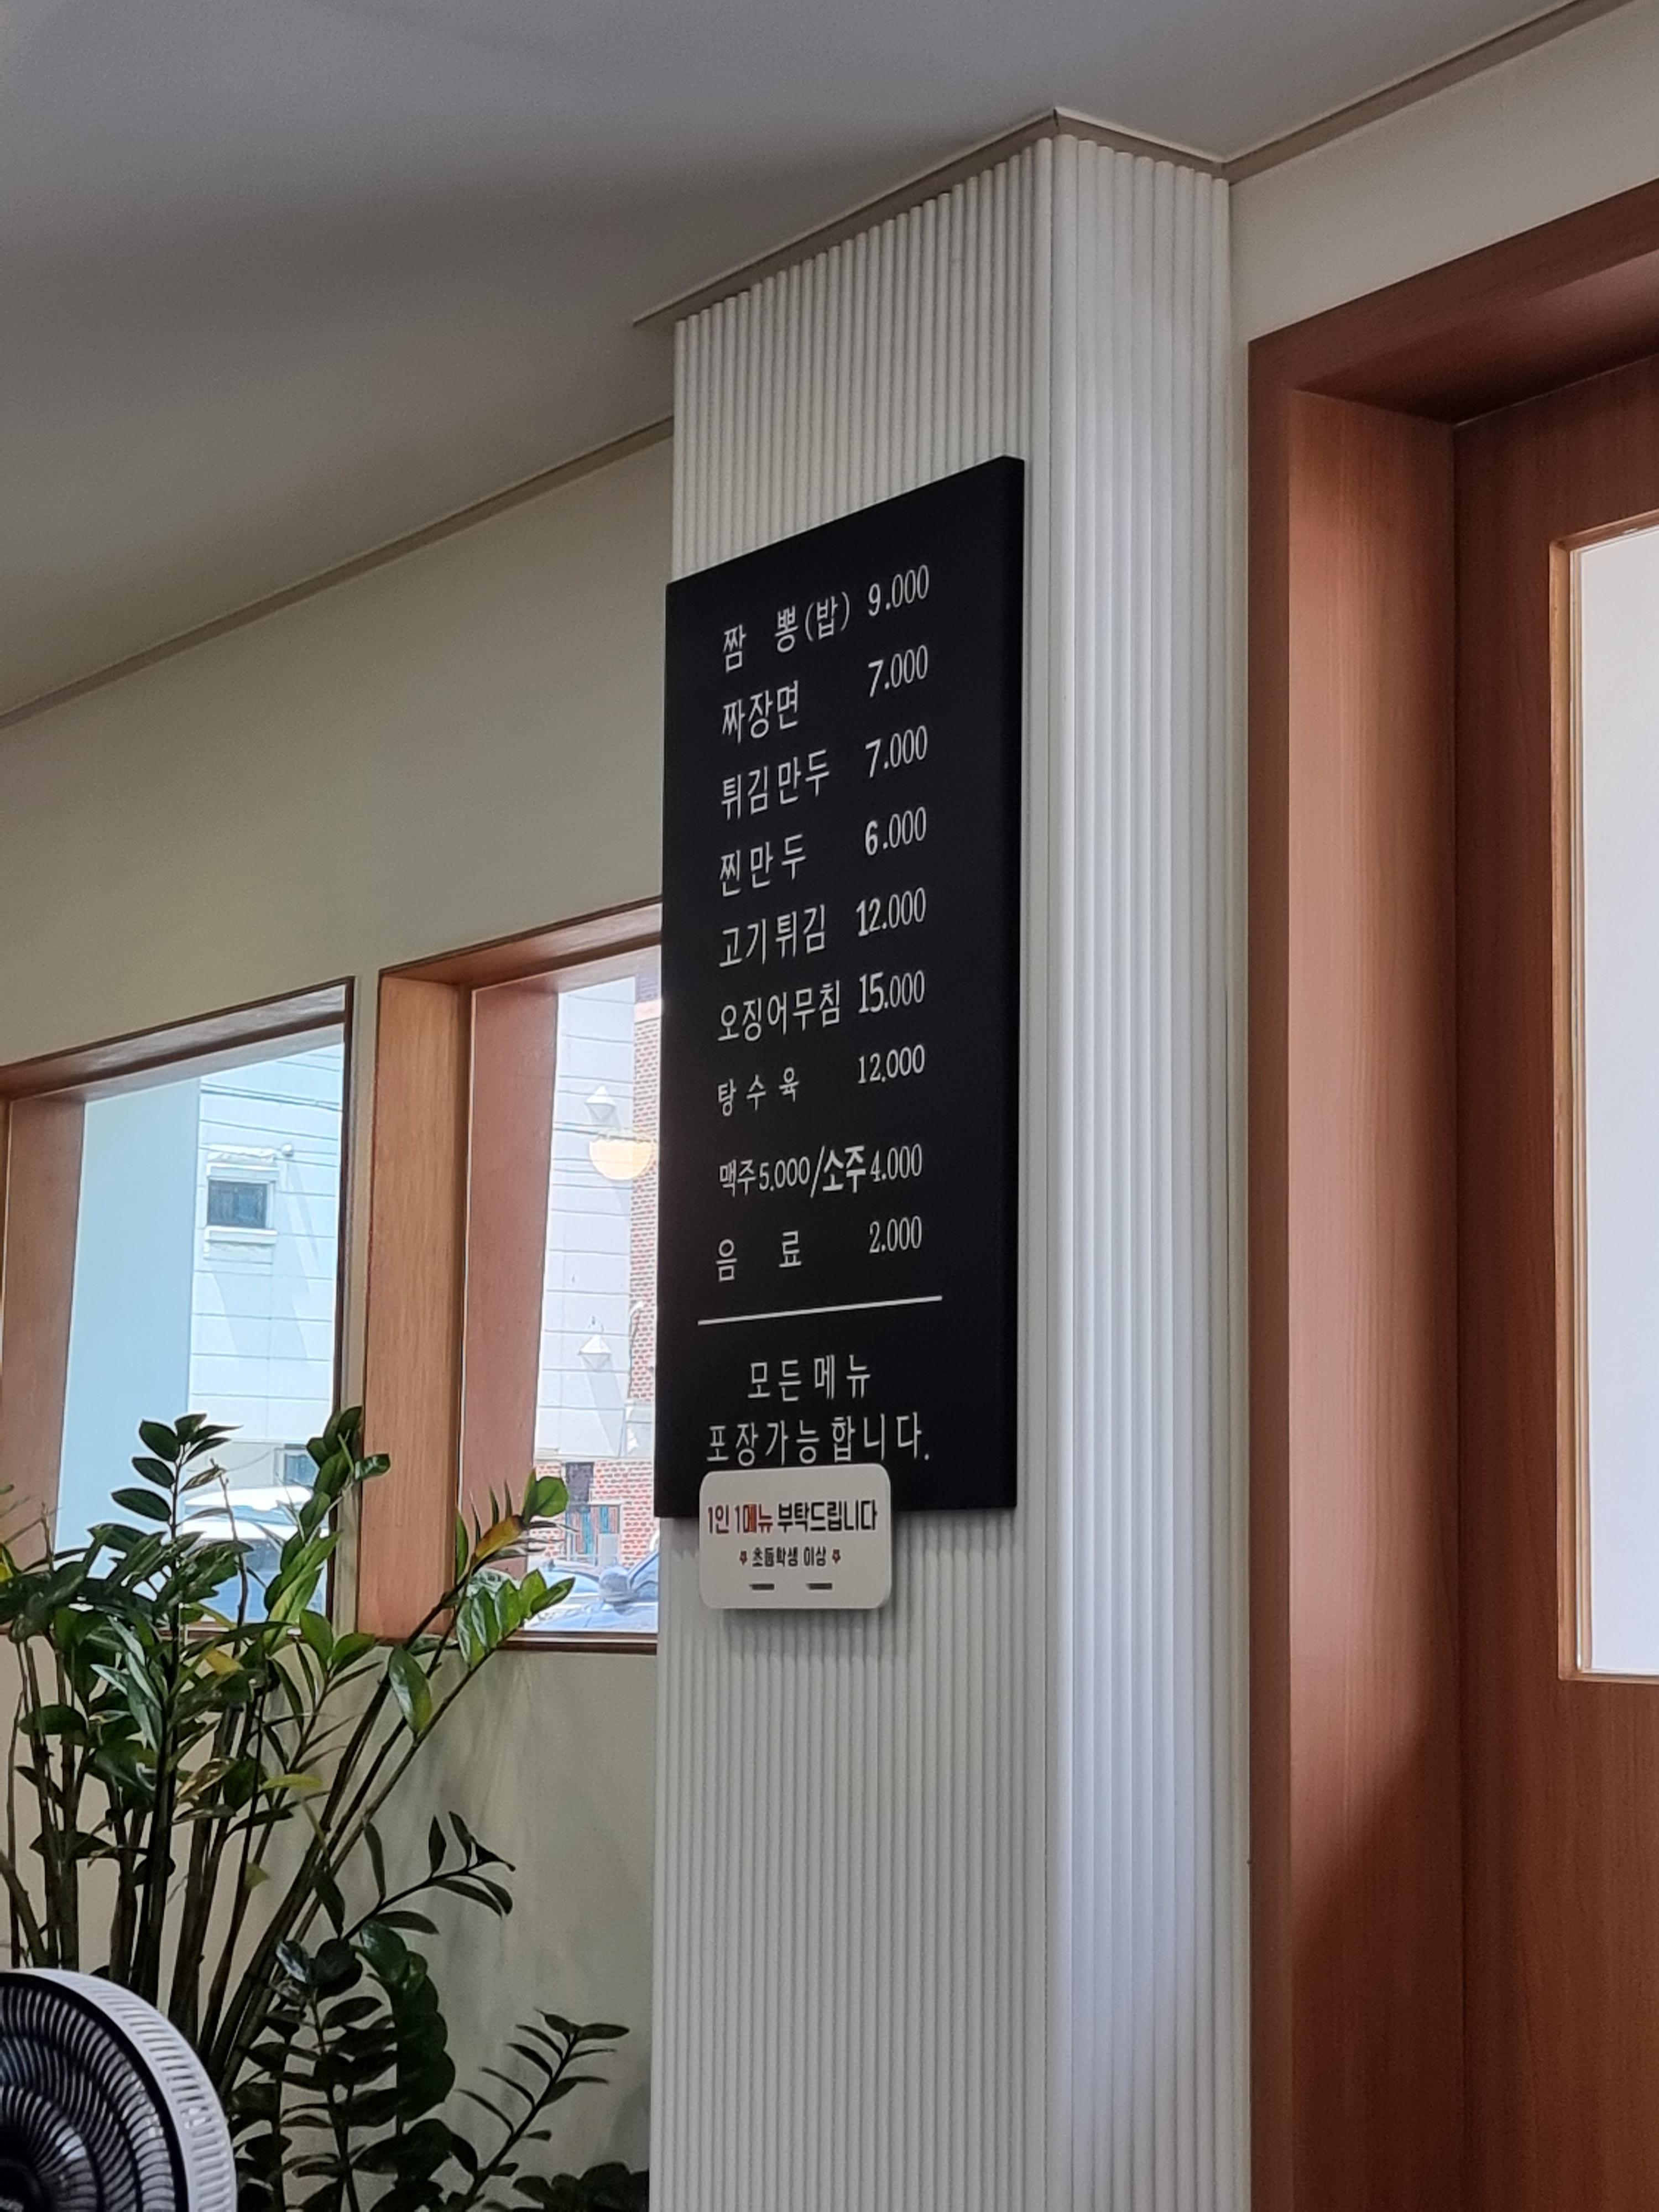 짬 뽕(밥) 9.000
짜장면 7.000
튀김만두 7.000
찐만두 6.000
고기튀김 12.000
오징어무침 15.000
탕수육 12.000
맥주5.000/소주4.000
음료 2.000
모든메뉴
포장가능합니다.
1인 1메뉴 부탁드립니다
초등학생 이상